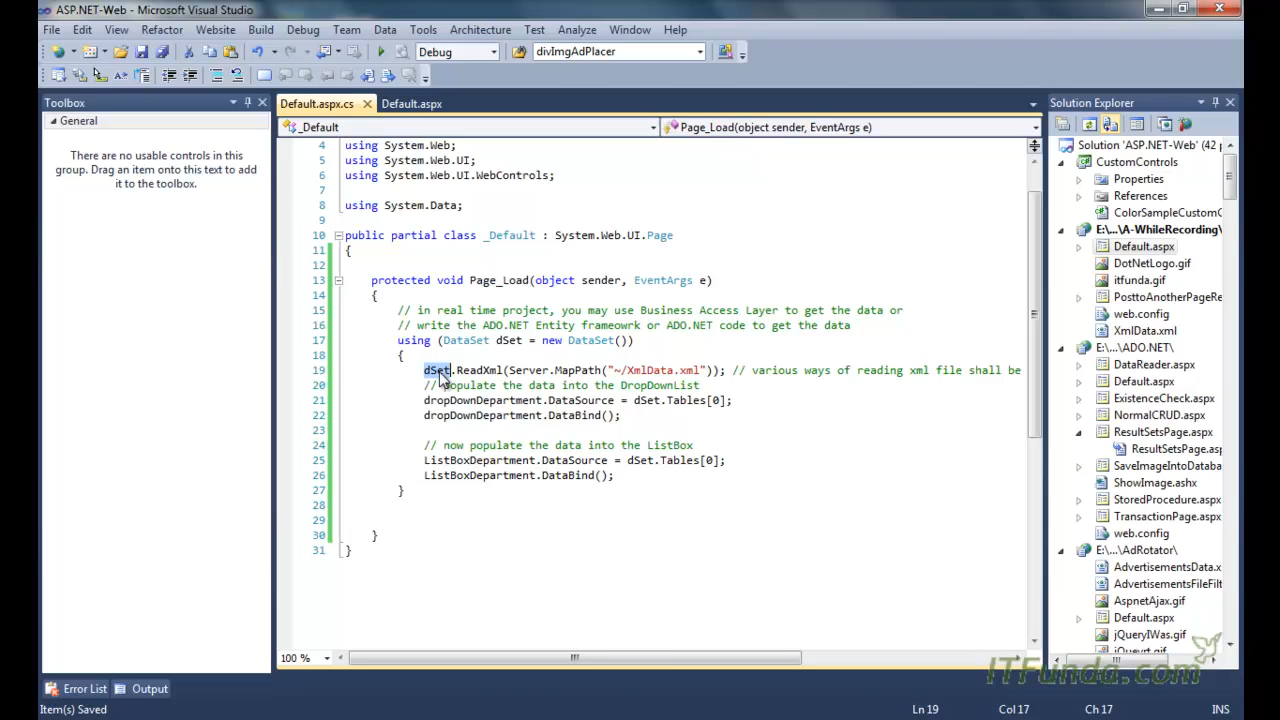 ASP.NET-Web - Microsoft Visual Studio
File Edit View Refactor Website Build Debug Team Data Tools Architecture Test Analyze Window Help
Debug divImgAdPlacer
Toolbox
General
There are no usable controls in this
group. Drag an item onto this text to add
it to the toolbox.
Default.aspx.cs Default.aspx
_Default Page_Load(object sender, EventArgs e)
4 using System.Web;
5 using System.Web.UI;
6 using System.Web.UI.WebControls;
7
8 using System.Data;
9
10 public partial class _Default : System.Web.UI.Page
11 {
12
13 protected void Page_Load(object sender, EventArgs e)
14 {
15 // in real time project, you may use Business Access Layer to get the data or
16 // write the ADO.NET Entity frameowrk or ADO.NET code to get the data
17 using (DataSet dSet = new DataSet())
18 {
19 dSet.ReadXml(Server.MapPath("~/XmlData.xml")); // various ways of reading xml file shall be
20 // populate the data into the DropDownList
21 dropDownDepartment.DataSource = dSet.Tables[0];
22 dropDownDepartment.DataBind();
23
24 // now populate the data into the ListBox
25 ListBoxDepartment.DataSource = dSet.Tables[0];
26 ListBoxDepartment.DataBind();
27 }
28
29
30 }
31 }
100 %
Solution Explorer
Solution 'ASP.NET-Web' (42 p
CustomControls
Properties
References
ColorSampleCustomC
E:\...\A-WhileRecording\
Default.aspx
DotNetLogo.gif
itfunda.gif
PosttoAnotherPageRe
web.config
XmlData.xml
E:\...\ADO.NET\
DataReader.aspx
Default.aspx
ExistenceCheck.aspx
NormalCRUD.aspx
ResultSetsPage.aspx
ResultSetsPage.asp
SaveImageIntoDataba
ShowImage.ashx
StoredProcedure.aspx
TransactionPage.aspx
web.config
E:\...\AdRotator\
AdvertisementsData.x
AdvertisementsFileFilt
AspnetAjax.gif
Default.aspx
jQueryIWas.gif
jQueryrt.gif
ITFunda.com
Error List Output
Item(s) Saved Ln 19 Col 17 Ch 17 INS